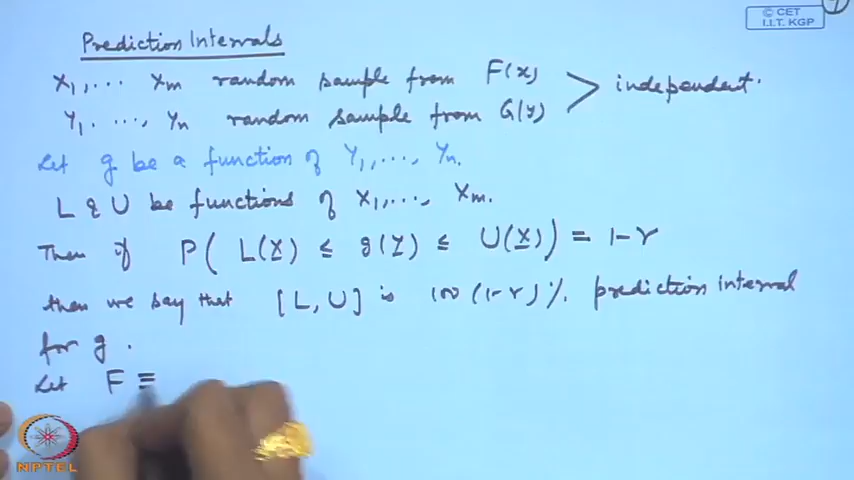 © CET
I.I.T. KGP
Prediction Intervals
X₁, ... Xm random sample from F(x)
Y₁, ..., Yn random sample from G(y) > independent.
Let g be a function of Y₁, ..., Yn.
L & U be functions of X₁, ..., Xm.
Then if P( L(X) ≤ g(Y) ≤ U(X) ) = 1-γ
then we say that [L, U] is 100 (1-γ) % prediction interval
for g.
Let F ≡
NPTEL